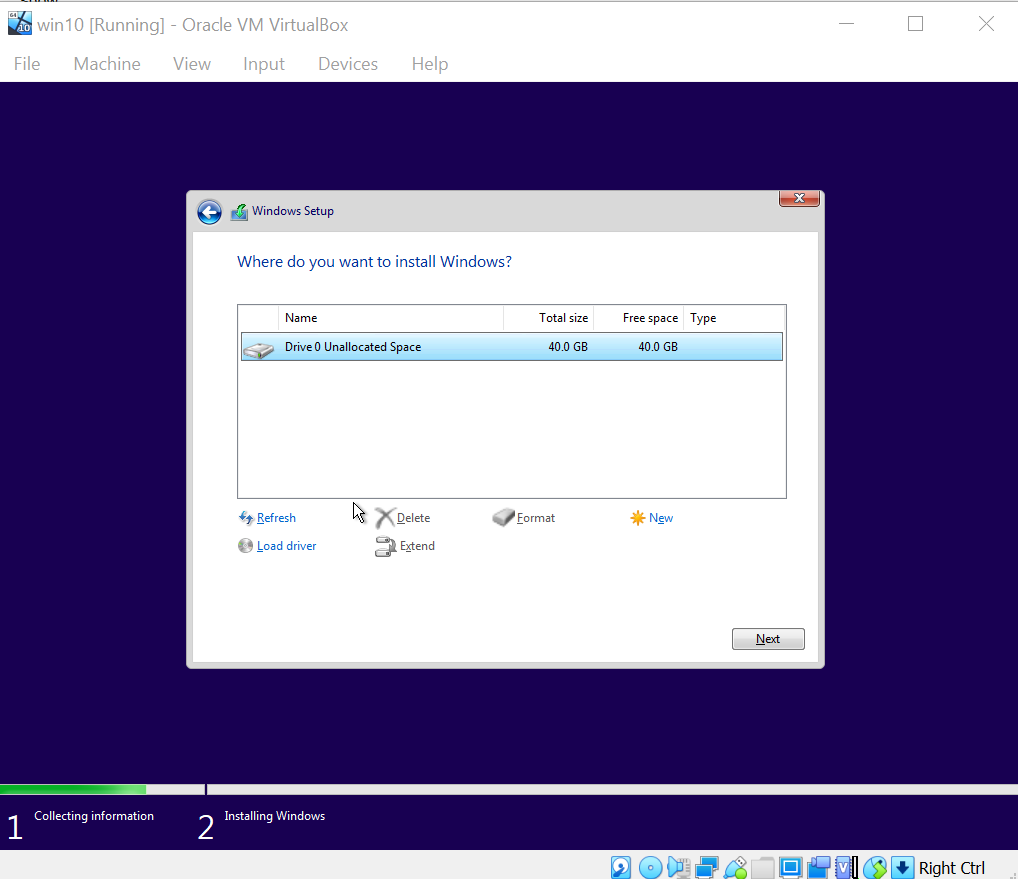 win10 [Running] - Oracle VM VirtualBox
File Machine View Input Devices Help
Windows Setup
Where do you want to install Windows?
Name Total size Free space Type
Drive 0 Unallocated Space 40.0 GB 40.0 GB
Refresh Delete Format New
Load driver Extend
Next
1 Collecting information 2 Installing Windows
Right Ctrl